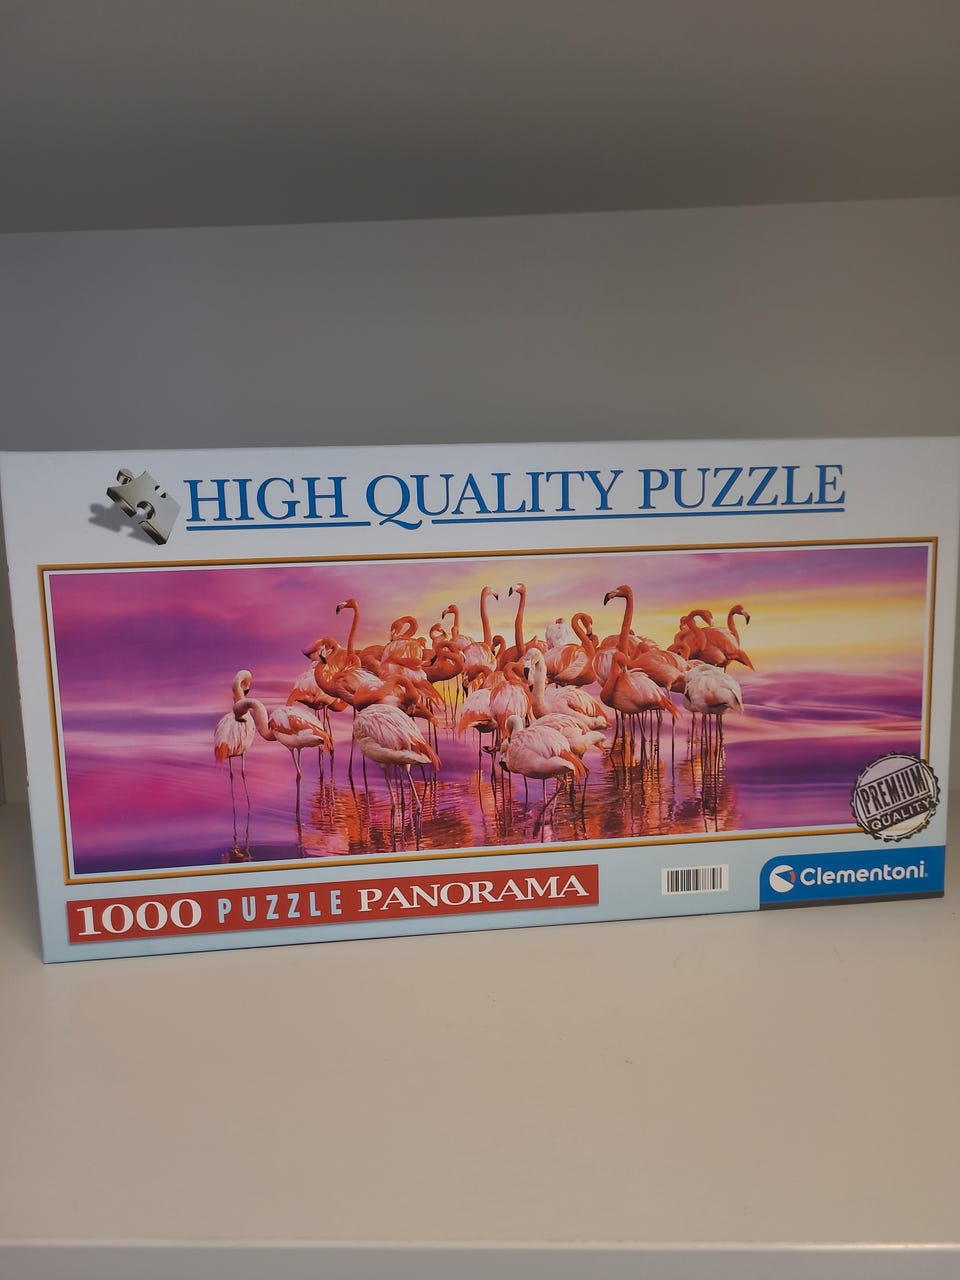 HIGH QUALITY PUZZLE
PREMIUM
QUALITY
1000 PUZZLE PANORAMA
Clementoni®